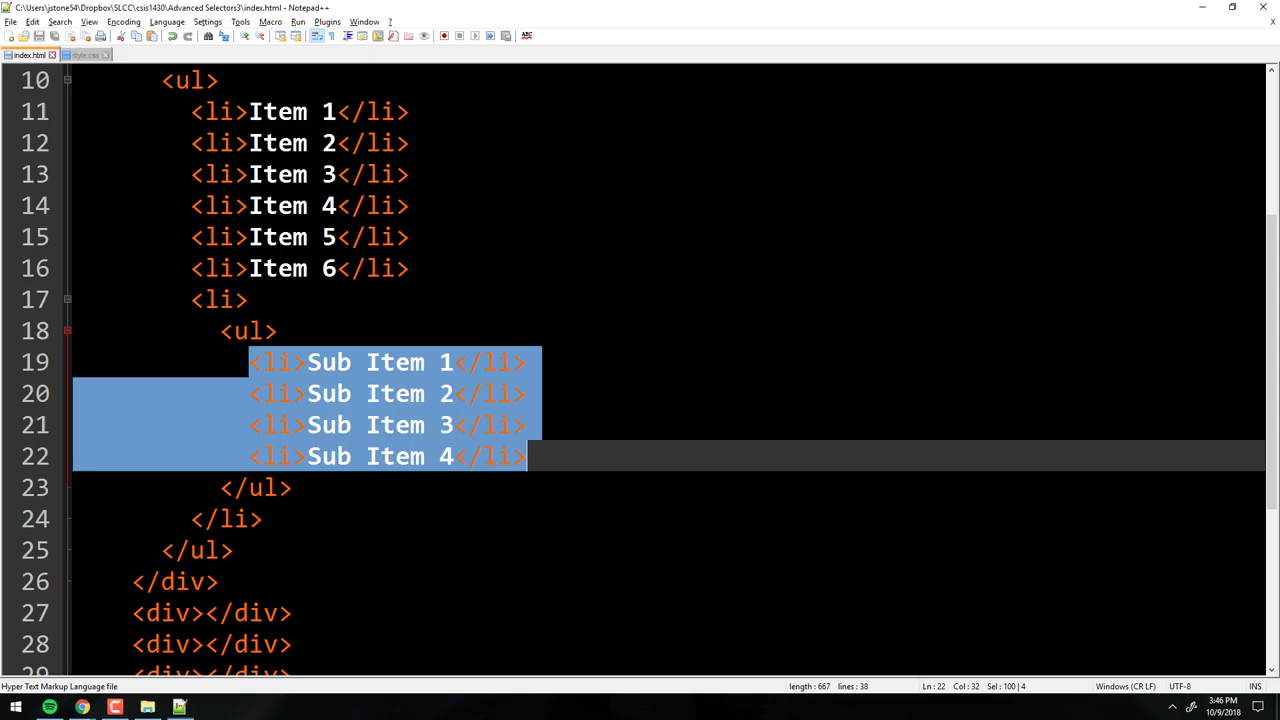 C:\Users\jstone54\Dropbox\SLCC\csis1430\Advanced Selectors3\index.html - Notepad++
File Edit Search View Encoding Language Settings Tools Macro Run Plugins Window ?
index.html style.css
10 <ul>
11 <li>Item 1</li>
12 <li>Item 2</li>
13 <li>Item 3</li>
14 <li>Item 4</li>
15 <li>Item 5</li>
16 <li>Item 6</li>
17 <li>
18 <ul>
19 <li>Sub Item 1</li>
20 <li>Sub Item 2</li>
21 <li>Sub Item 3</li>
22 <li>Sub Item 4</li>
23 </ul>
24 </li>
25 </ul>
26 </div>
27 <div></div>
28 <div></div>
29 <div></div>
Hyper Text Markup Language file length : 667 lines : 38 Ln : 22 Col : 32 Sel : 100 | 4 Windows (CR LF) UTF-8 INS
3:46 PM
10/9/2018